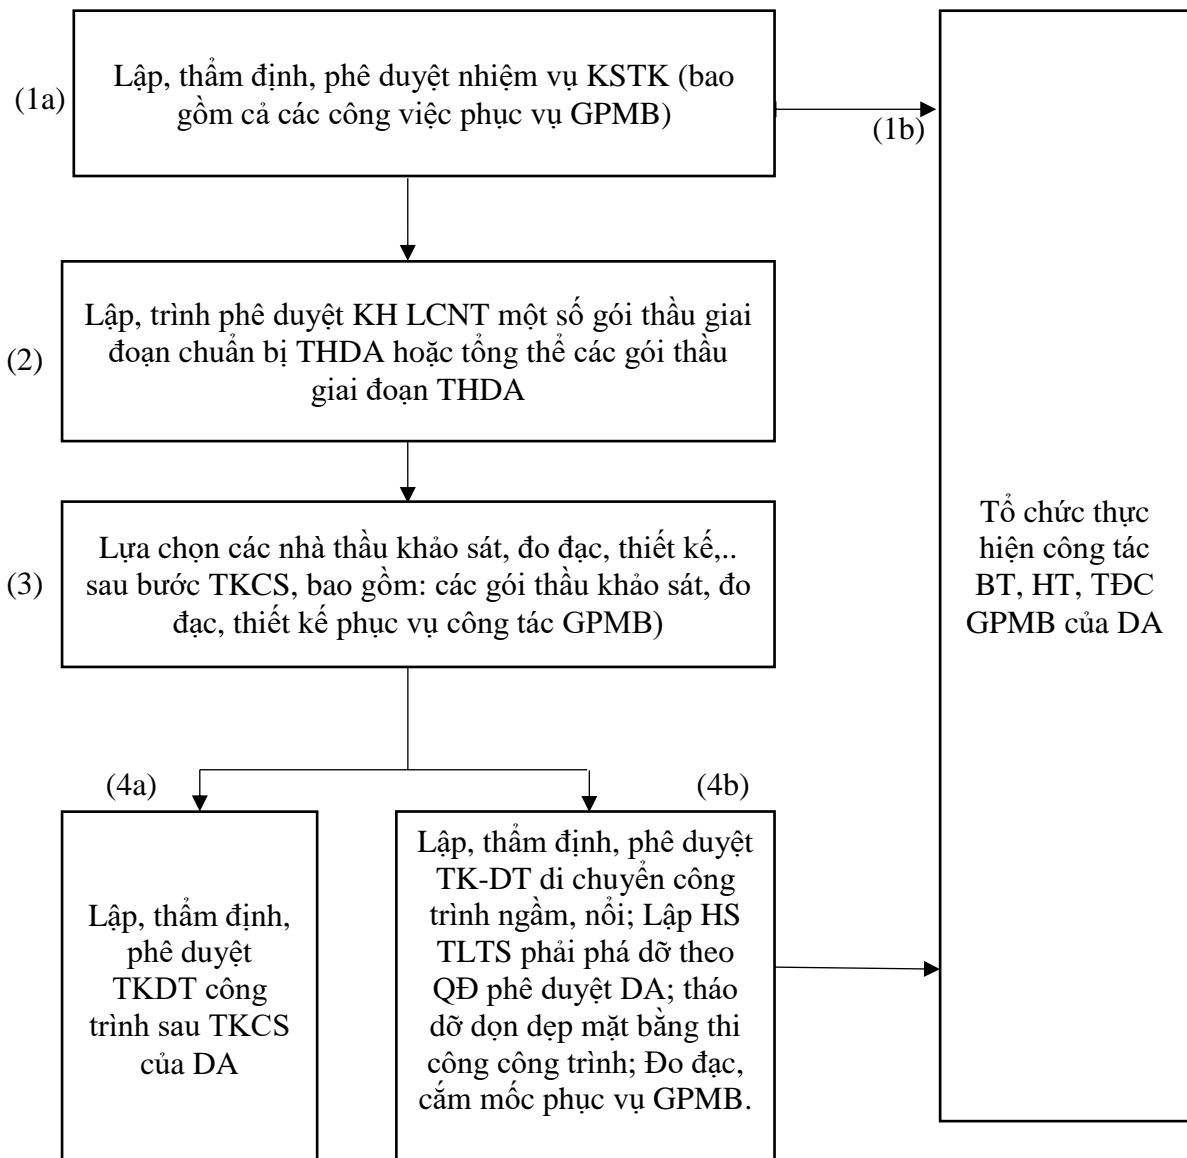 (1a)
Lập, thẩm định, phê duyệt nhiệm vụ KSTK (bao
gồm cả các công việc phục vụ GPMB)
(1b)
(2)
Lập, trình phê duyệt KH LCNT một số gói thầu giai
đoạn chuẩn bị THDA hoặc tổng thể các gói thầu
giai đoạn THDA
(3)
Lựa chọn các nhà thầu khảo sát, đo đạc, thiết kế,..
sau bước TKCS, bao gồm: các gói thầu khảo sát, đo
đạc, thiết kế phục vụ công tác GPMB)
Tổ chức thực
hiện công tác
BT, HT, TĐC
GPMB của DA
(4a)
Lập, thẩm định,
phê duyệt
TKDT công
trình sau TKCS
của DA
(4b)
Lập, thẩm định, phê duyệt
TK-DT di chuyển công
trình ngầm, nổi; Lập HS
TLTS phải phá dỡ theo
QĐ phê duyệt DA; tháo
dỡ dọn dẹp mặt bằng thi
công công trình; Đo đạc,
cắm mốc phục vụ GPMB.